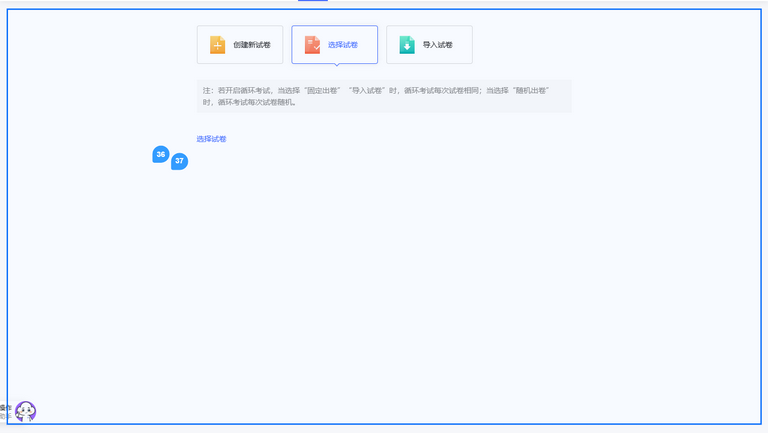 创建新试卷
选择试卷
导入试卷
注：若开启循环考试，当选择“固定出卷”“导入试卷”时，循环考试每次试卷相同；当选择“随机出卷”
时，循环考试每次试卷随机。
选择试卷
36
37
操作